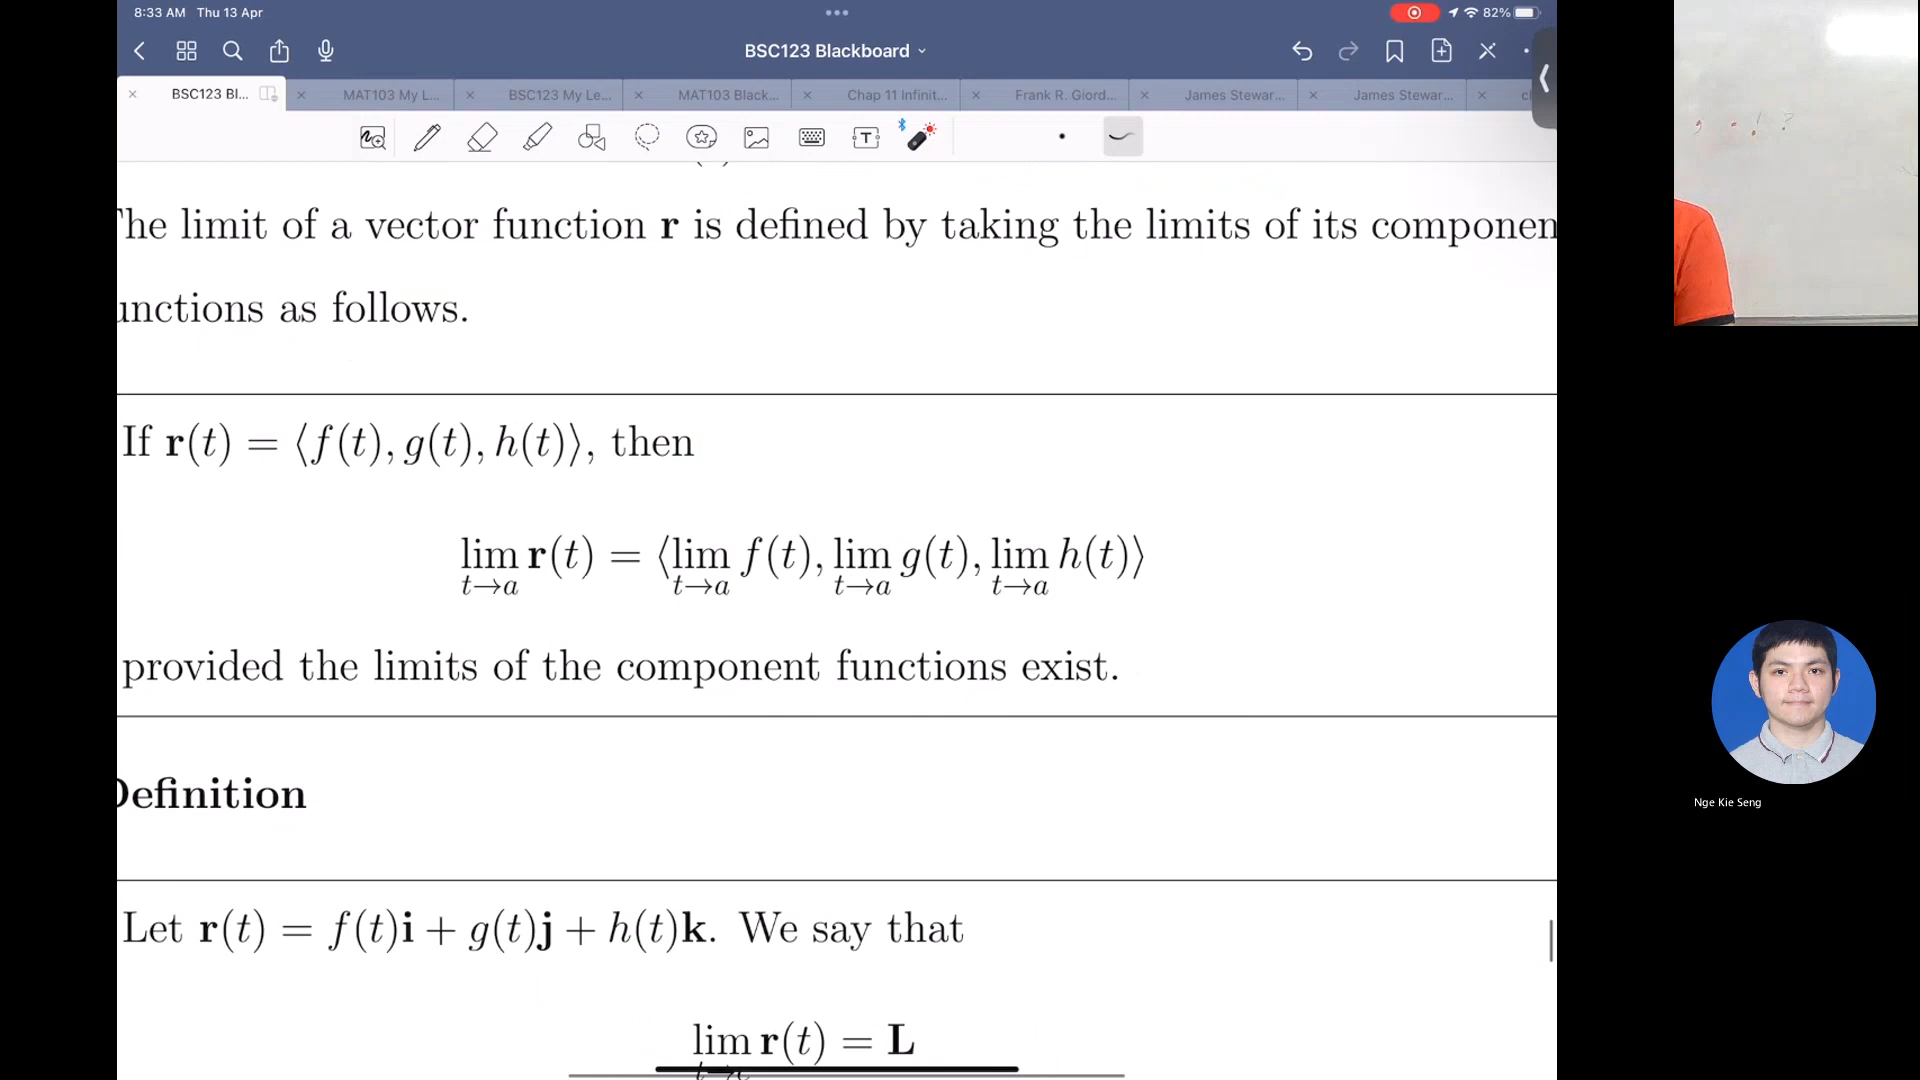 8:33 AM Thu 13 Apr
82%
BSC123 Blackboard
BSC123 Bl...
MAT103 My L...
BSC123 My Le...
MAT103 Black...
Chap 11 Infinit...
Frank R. Giord...
James Stewar...
James Stewar...
The limit of a vector function r is defined by taking the limits of its componen
unctions as follows.
If r(t) = ⟨f(t), g(t), h(t)⟩, then
lim r(t) = ⟨lim f(t), lim g(t), lim h(t)⟩
t→a t→a t→a t→a
provided the limits of the component functions exist.
Definition
Let r(t) = f(t)i + g(t)j + h(t)k. We say that
lim r(t) = L
Nge Kie Seng